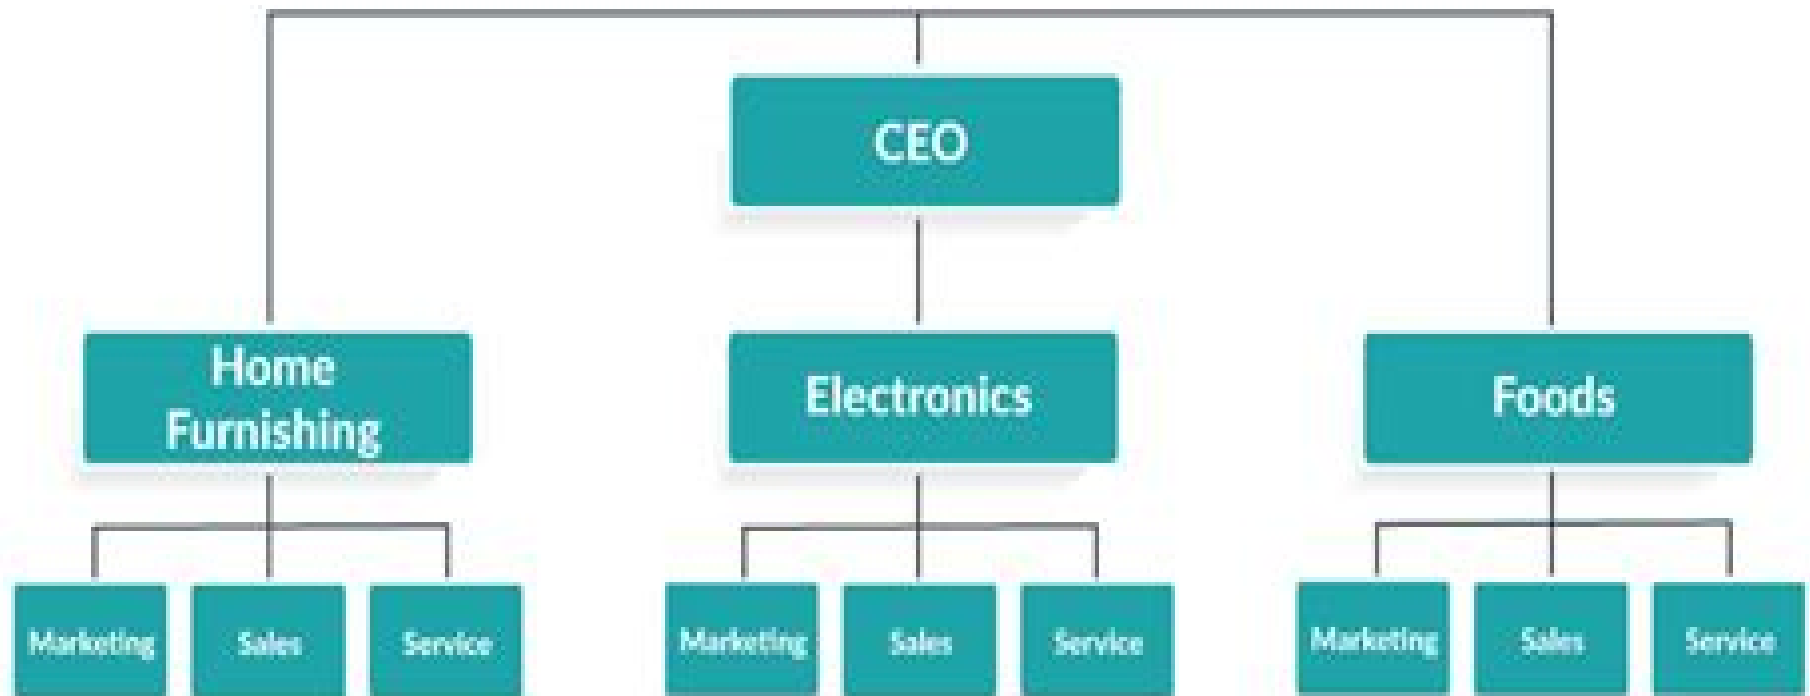 CEO
Home
Furnishing
Electronics
Foods
Marketing
Sales
Service
Marketing
Sales
Service
Marketing
Sales
Service